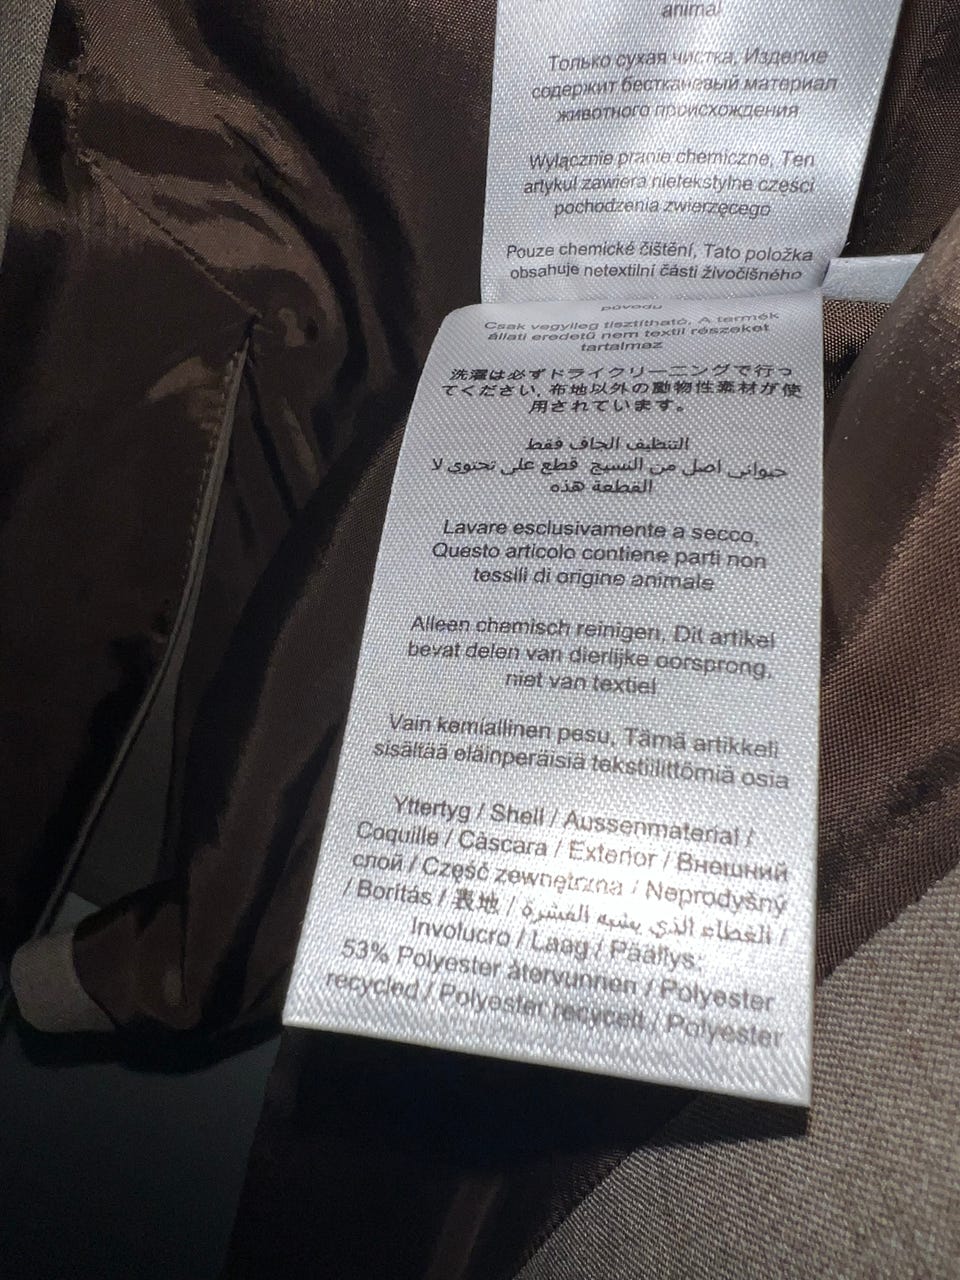 animal
Только сухая чистка, Изделие
содержит бестканевый материал
животного происхождения
Wyłącznie pranie chemiczne, Ten
artykuł zawiera nietekstylne części
pochodzenia zwierzęcego
Pouze chemické čištění, Tato položka
obsahuje netextilní části živočišného
původu
Csak vegyileg tisztítható, A termék
állati eredetű nem textil részeket
tartalmaz
洗濯は必ずドライクリーニングで行っ
てください, 布地以外の動物性素材が使
用されています。
التنظيف الجاف فقط
حيواني اصل من النسيج قطع على تحتوي لا
القطعة هذه
Lavare esclusivamente a secco,
Questo articolo contiene parti non
tessili di origine animale
Alleen chemisch reinigen, Dit artikel
bevat delen van dierlijke oorsprong,
niet van textiel
Vain kemiallinen pesu, Tämä artikkeli
sisältää eläinperäisiä tekstiilittömiä osia
Yttertyg / Shell / Aussenmaterial /
Coquille / Càscara / Exterior / Внешний
слой / Część zewnętrzna / Neprodyšný
/ Borítás / 表地 / الغطاء الذي يشبه القشرة /
Involucro / Laag / Päällys:
53% Polyester återvunnen / Polyester
recycled / Polyester recycelt / Polyester